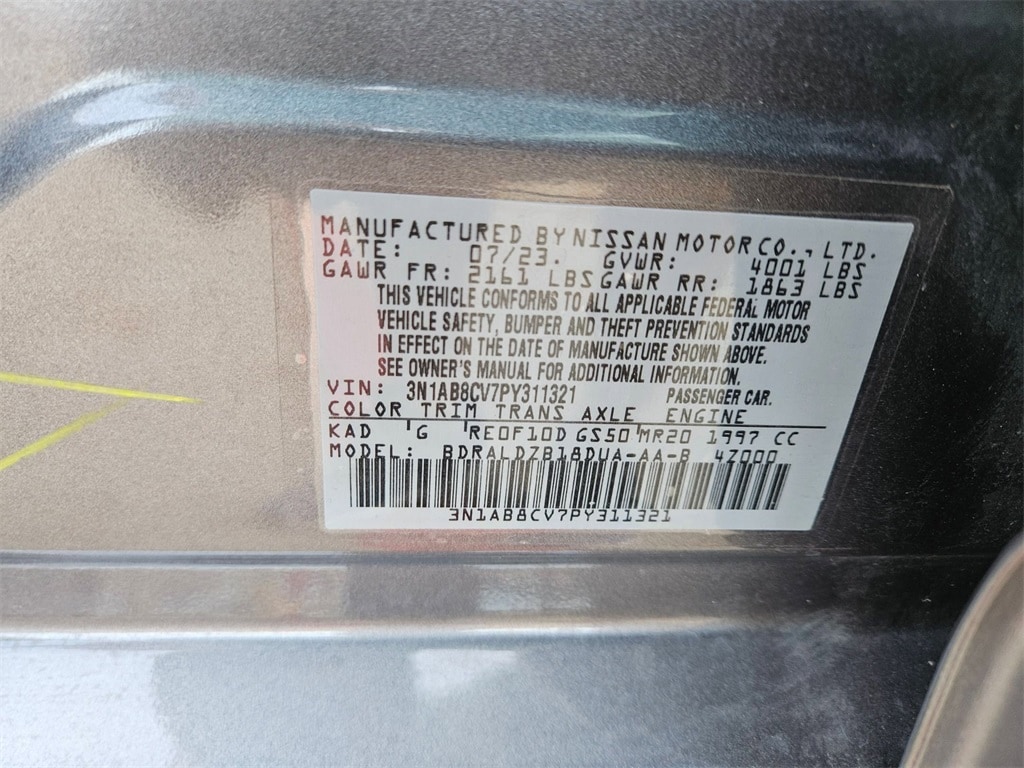 MANUFACTURED BY NISSAN MOTOR CO., LTD.
DATE: 07/23. GVWR: 4001 LBS
GAWR FR: 2161 LBS GAWR RR: 1863 LBS
THIS VEHICLE CONFORMS TO ALL APPLICABLE FEDERAL MOTOR
VEHICLE SAFETY, BUMPER AND THEFT PREVENTION STANDARDS
IN EFFECT ON THE DATE OF MANUFACTURE SHOWN ABOVE.
SEE OWNER'S MANUAL FOR ADDITIONAL INFORMATION.
VIN: 3N1AB8CV7PY311321 PASSENGER CAR.
COLOR TRIM TRANS AXLE ENGINE
KAD 'G 'RE0F10D GS50'MR20 1997 CC
MODEL: BDRALDZB18DUA-AA-B 4Z000
3N1AB8CV7PY311321